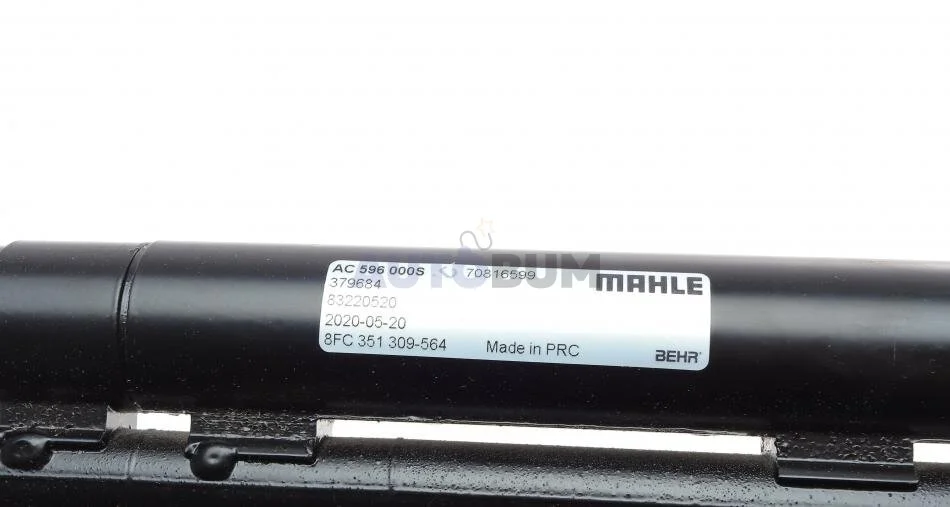 AC 596 000S 70816599
379684
83220520
2020-05-20
8FC 351 309-564 Made in PRC
MAHLE
BEHR
AUTOBUM